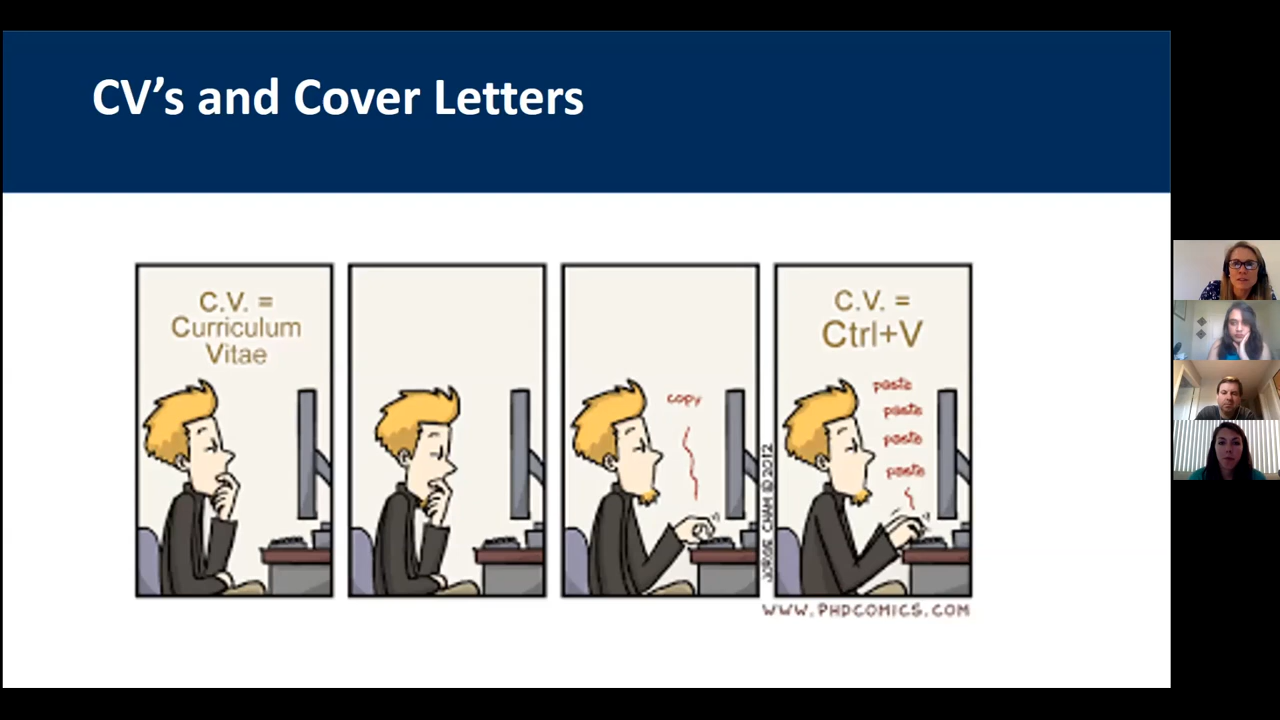 CV’s and Cover Letters
C.V. =
Curriculum
Vitae
copy
C.V. =
Ctrl+V
paste
paste
paste
paste
JORGE CHAM © 2012
WWW.PHDCOMICS.COM